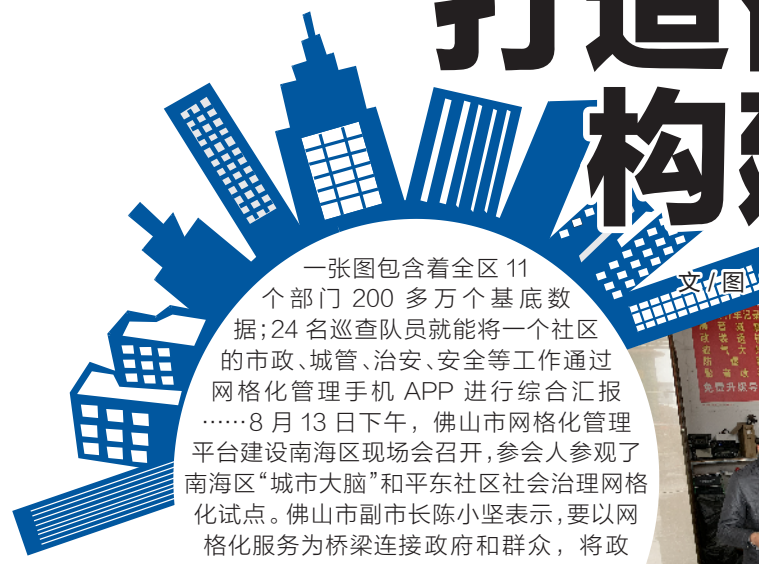 打造
构建
文/图
一张图包含着全区 11
个部门 200 多万个基底数
据;24 名巡查队员就能将一个社区
的市政、城管、治安、安全等工作通过
网格化管理手机 APP 进行综合汇报
……8 月 13 日下午，佛山市网格化管理
平台建设南海区现场会召开,参会人参观了
南海区“城市大脑”和平东社区社会治理网格
化试点。佛山市副市长陈小坚表示,要以网
格化服务为桥梁连接政府和群众，将政
免费升级导